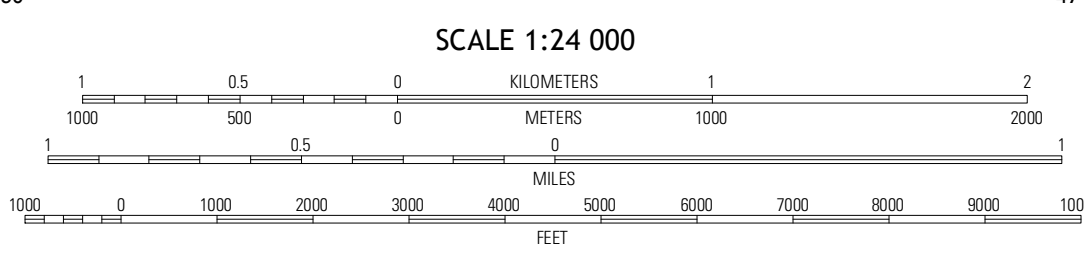 SCALE 1:24 000
1 0.5 0 KILOMETERS 1 2
1000 500 0 METERS 1000 2000
1 0.5 0 1
MILES
1000 0 1000 2000 3000 4000 5000 6000 7000 8000 9000 100
FEET